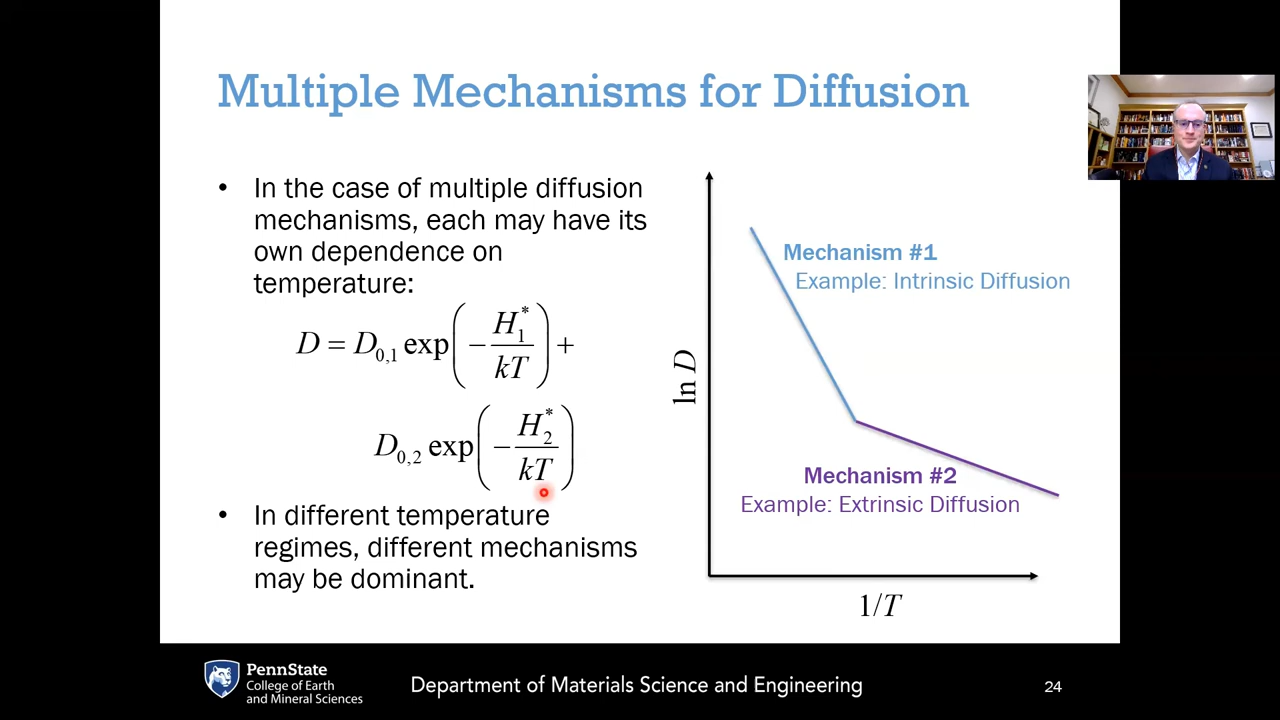 Multiple Mechanisms for Diffusion
• In the case of multiple diffusion
mechanisms, each may have its
own dependence on
temperature:
D = D₀,₁ exp(−H₁*/kT) +
D₀,₂ exp(−H₂*/kT)
• In different temperature
regimes, different mechanisms
may be dominant.
Mechanism #1
Example: Intrinsic Diffusion
ln D
Mechanism #2
Example: Extrinsic Diffusion
1/T
PennState
College of Earth
and Mineral Sciences
Department of Materials Science and Engineering
24